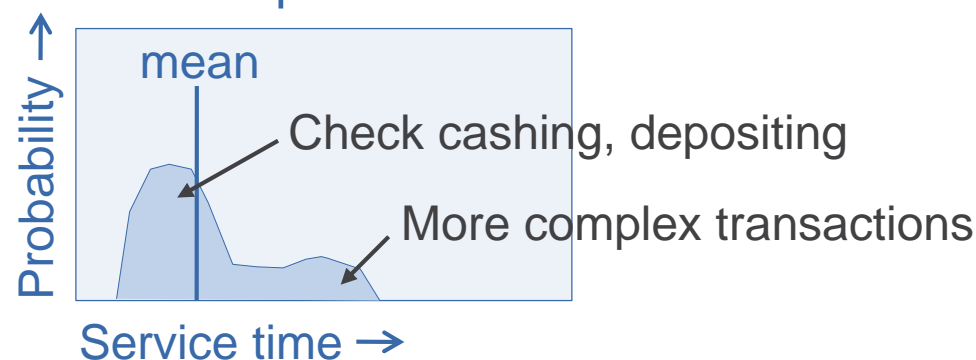 Probability →
mean
Check cashing, depositing
More complex transactions
Service time →